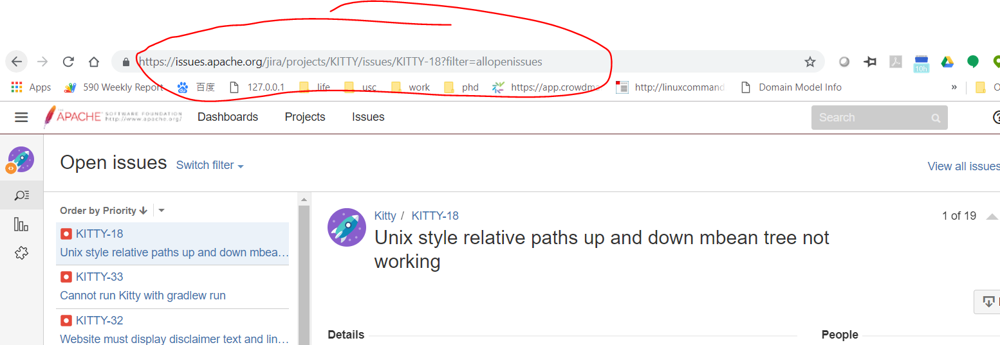 https://issues.apache.org/jira/projects/KITTY/issues/KITTY-18?filter=allopenissues
10h
Apps 590 Weekly Report 百度 127.0.0.1 life usc work phd https://app.crowdma http://linuxcommand Domain Model Info » O
THE APACHE SOFTWARE FOUNDATION http://www.apache.org/ Dashboards Projects Issues Search
Open issues Switch filter
View all issues
Order by Priority
KITTY-18
Unix style relative paths up and down mbea…
KITTY-33
Cannot run Kitty with gradlew run
KITTY-32
Website must display disclaimer text and lin…
Kitty / KITTY-18
1 of 19
Unix style relative paths up and down mbean tree not
working
Details
People